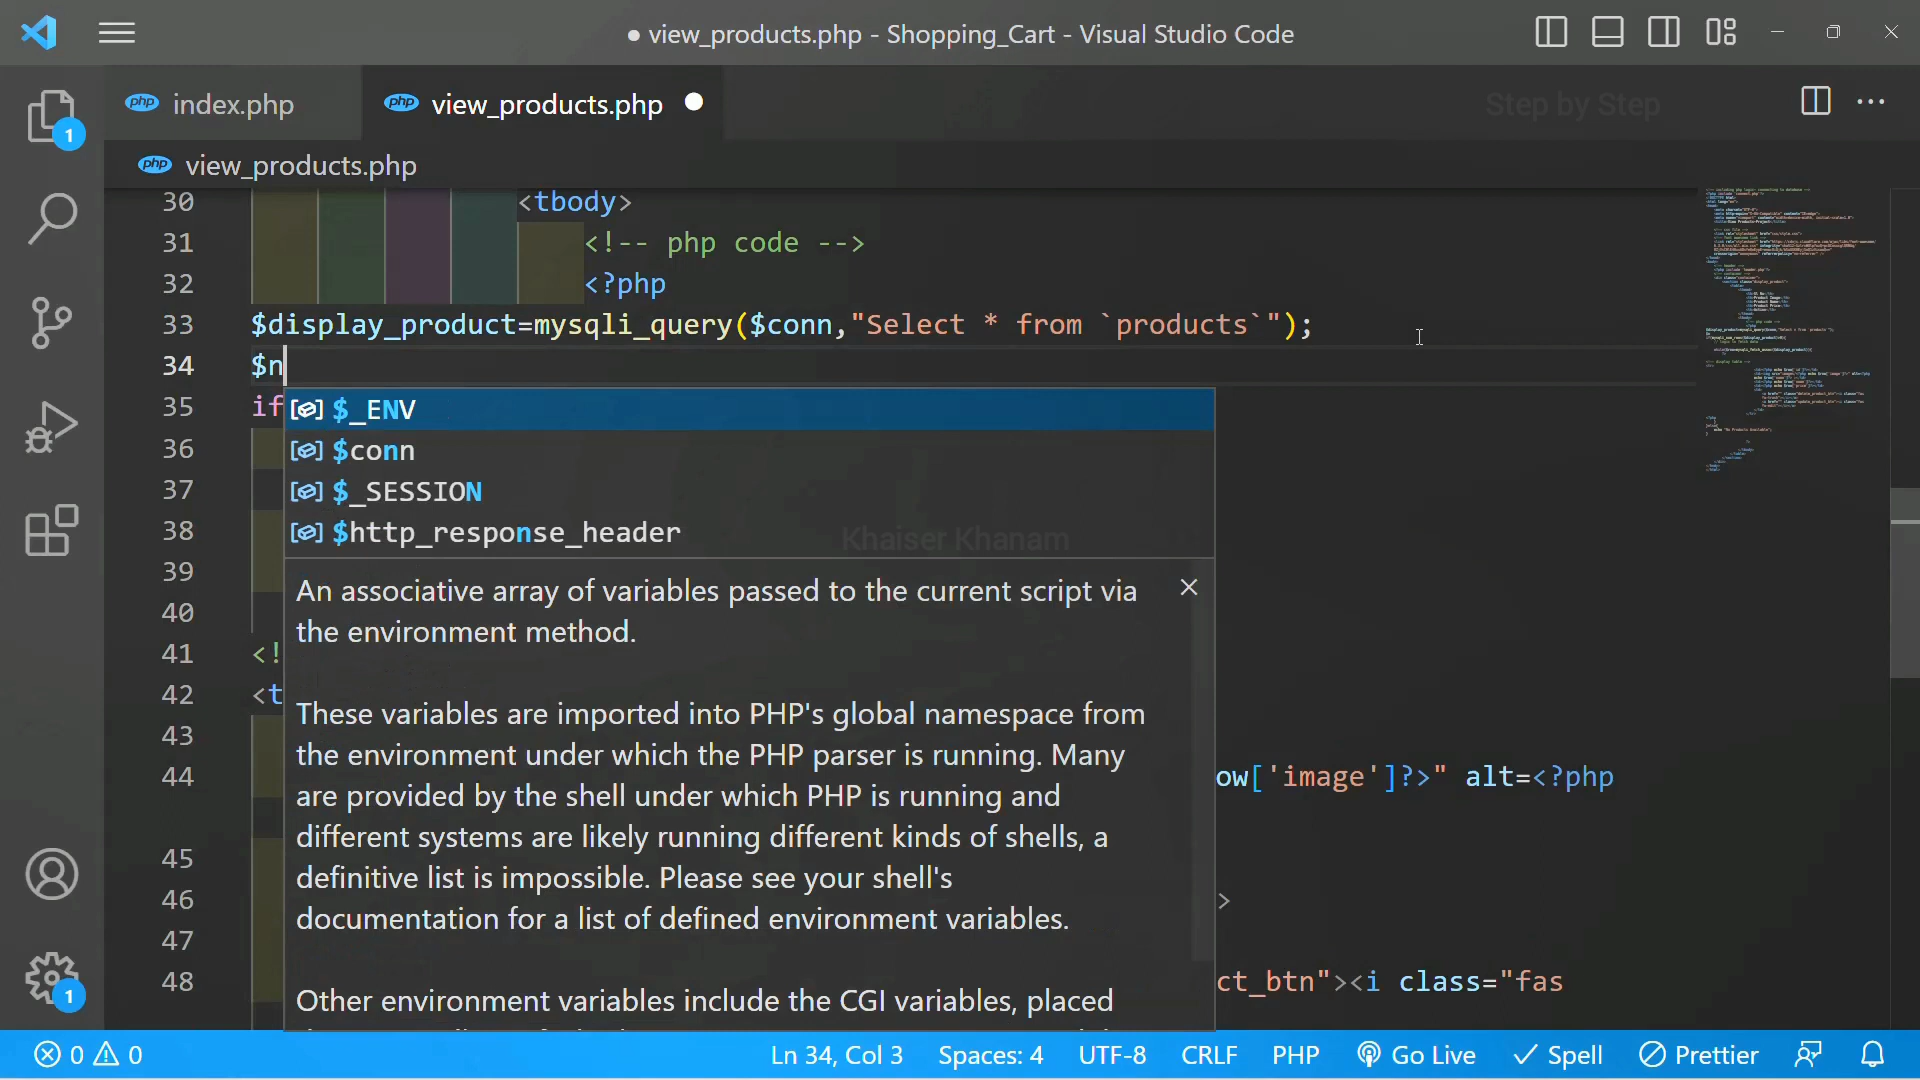 view_products.php - Shopping_Cart - Visual Studio Code
php index.php
php view_products.php
Step by Step
php view_products.php
30 <tbody>
31 <!-- php code -->
32 <?php
33 $display_product=mysqli_query($conn,"Select * from `products`");
34 $n
35 if
$_ENV
36
$conn
37
$_SESSION
38
$http_response_header
Khaiser Khanam
39
An associative array of variables passed to the current script via
40
the environment method.
41 <!
42 <t
These variables are imported into PHP's global namespace from
43
the environment under which the PHP parser is running. Many
44 ow['image']?>" alt=<?php
are provided by the shell under which PHP is running and
different systems are likely running different kinds of shells, a
45
definitive list is impossible. Please see your shell's
46 >
documentation for a list of defined environment variables.
47
48 ct_btn"><i class="fas
Other environment variables include the CGI variables, placed
0 0 Ln 34, Col 3 Spaces: 4 UTF-8 CRLF PHP Go Live Spell Prettier
1
1